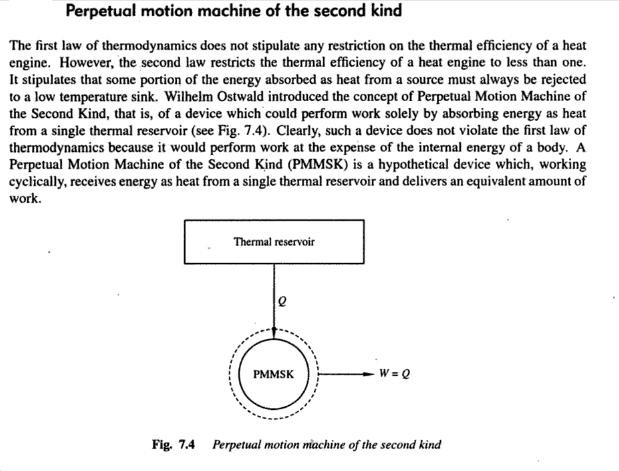 Perpetual motion machine of the second kind
The first law of thermodynamics does not stipulate any restriction on the thermal efficiency of a heat
engine. However, the second law restricts the thermal efficiency of a heat engine to less than one.
It stipulates that some portion of the energy absorbed as heat from a source must always be rejected
to a low temperature sink. Wilhelm Ostwald introduced the concept of Perpetual Motion Machine of
the Second Kind, that is, of a device which could perform work solely by absorbing energy as heat
from a single thermal reservoir (see Fig. 7.4). Clearly, such a device does not violate the first law of
thermodynamics because it would perform work at the expense of the internal energy of a body. A
Perpetual Motion Machine of the Second Kind (PMMSK) is a hypothetical device which, working
cyclically, receives energy as heat from a single thermal reservoir and delivers an equivalent amount of
work.
Thermal reservoir
Q
PMMSK
W = Q
Fig. 7.4 Perpetual motion machine of the second kind